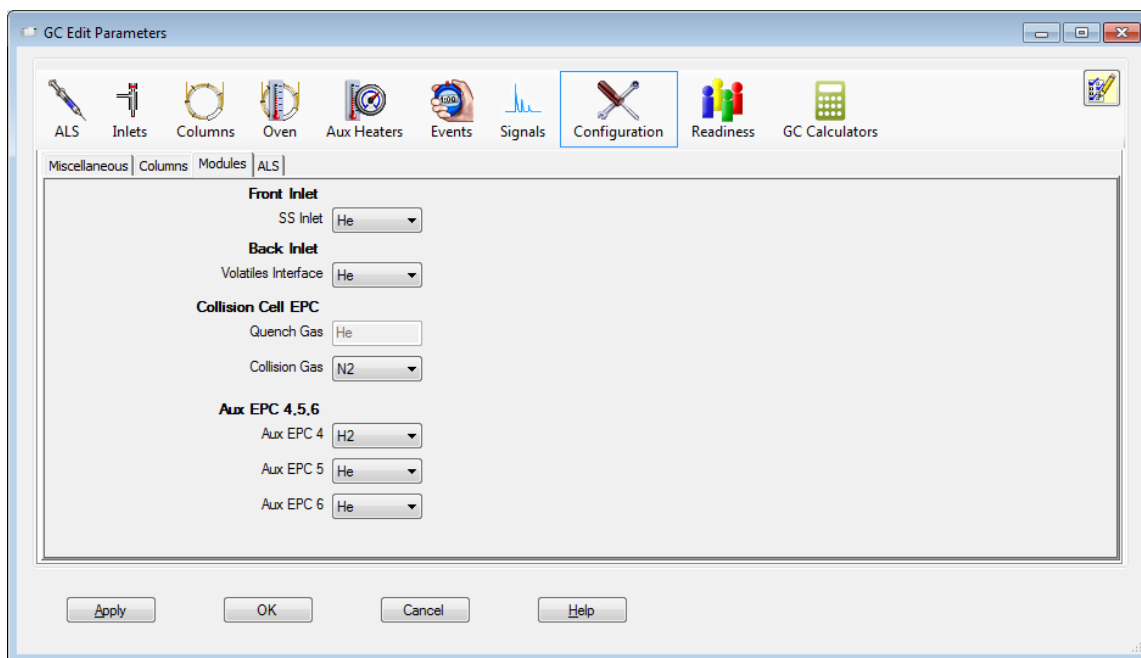 GC Edit Parameters
1:00
ALS Inlets Columns Oven Aux Heaters Events Signals Configuration Readiness GC Calculators
Miscellaneous Columns Modules ALS
Front Inlet
SS Inlet He
Back Inlet
Volatiles Interface He
Collision Cell EPC
Quench Gas He
Collision Gas N2
Aux EPC 4,5,6
Aux EPC 4 H2
Aux EPC 5 He
Aux EPC 6 He
Apply OK Cancel Help